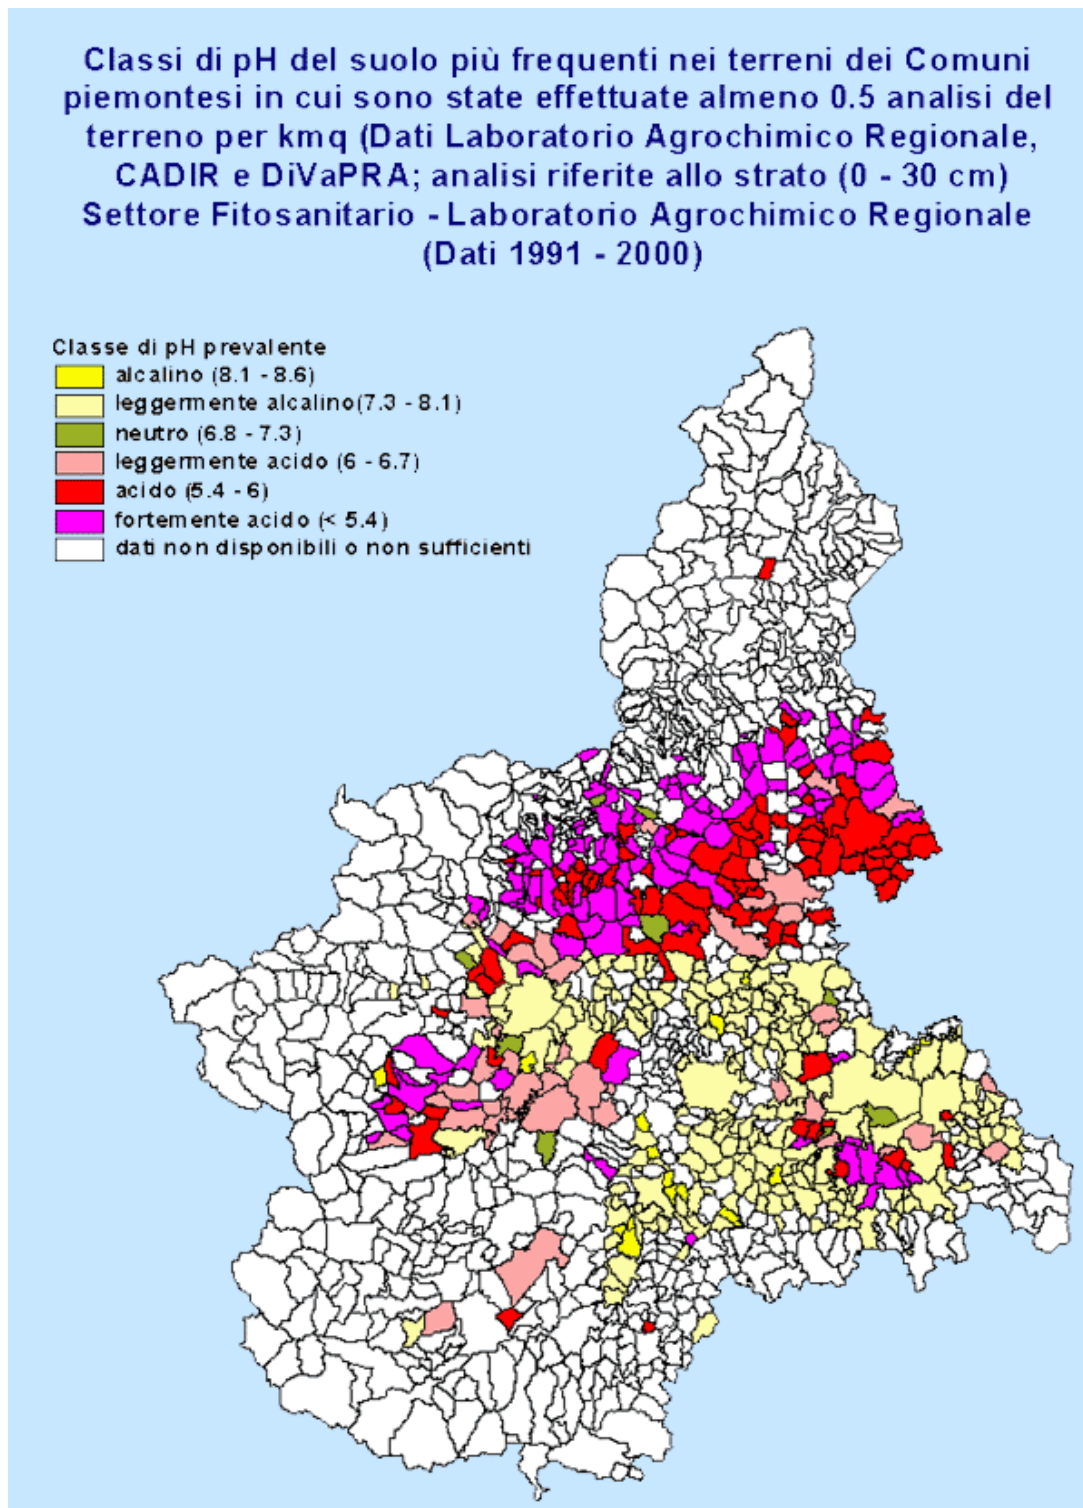 Classi di pH del suolo più frequenti nei terreni dei Comuni
piemontesi in cui sono state effettuate almeno 0.5 analisi del
terreno per kmq (Dati Laboratorio Agrochimico Regionale,
CADIR e DiVaPRA; analisi riferite allo strato (0 - 30 cm)
Settore Fitosanitario - Laboratorio Agrochimico Regionale
(Dati 1991 - 2000)
Classe di pH prevalente
alcalino (8.1 - 8.6)
leggermente alcalino(7.3 - 8.1)
neutro (6.8 - 7.3)
leggermente acido (6 - 6.7)
acido (5.4 - 6)
fortemente acido (< 5.4)
dati non disponibili o non sufficienti